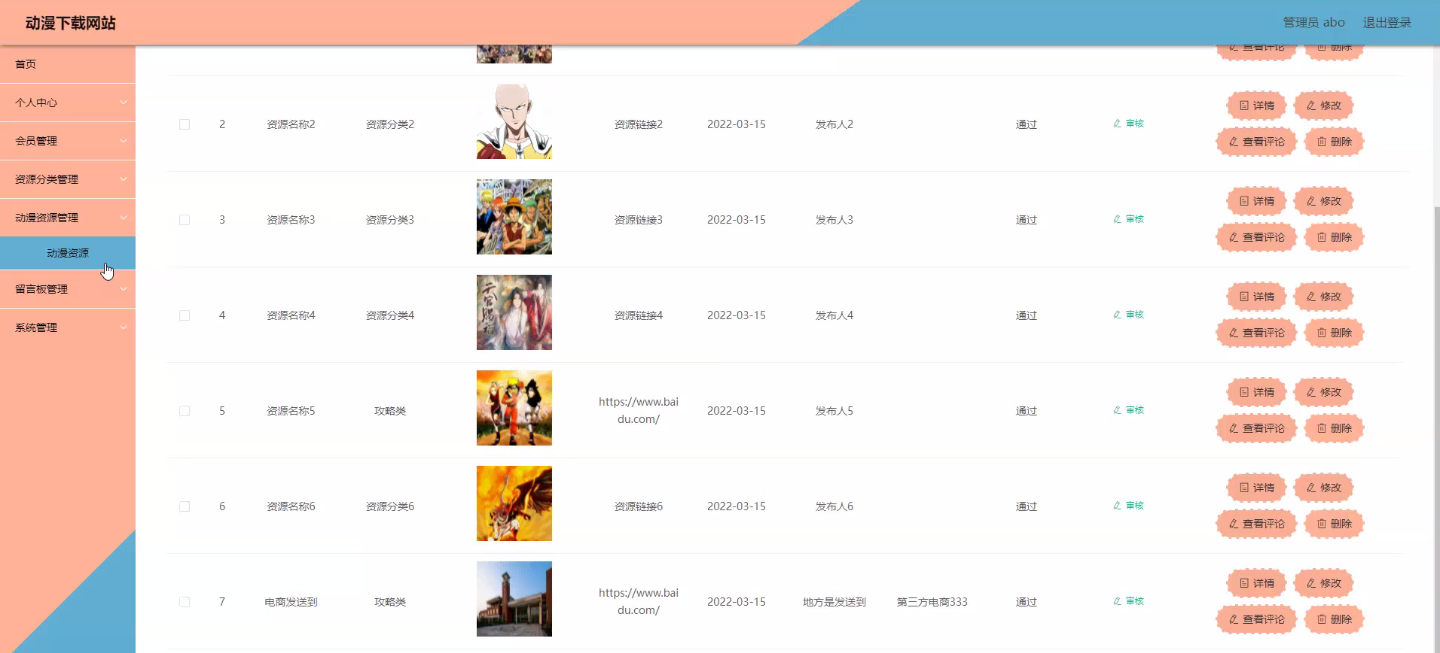 动漫下载网站
管理员 abo 退出登录
首页
个人中心
会员管理
资源分类管理
动漫资源管理
动漫资源
留言板管理
系统管理
查看评论 删除
2 资源名称2 资源分类2 资源链接2 2022-03-15 发布人2 通过 审核 详情 修改
查看评论 删除
3 资源名称3 资源分类3 资源链接3 2022-03-15 发布人3 通过 审核 详情 修改
查看评论 删除
4 资源名称4 资源分类4 资源链接4 2022-03-15 发布人4 通过 审核 详情 修改
查看评论 删除
5 资源名称5 攻略类 https://www.bai
du.com/ 2022-03-15 发布人5 通过 审核 详情 修改
查看评论 删除
6 资源名称6 资源分类6 资源链接6 2022-03-15 发布人6 通过 审核 详情 修改
查看评论 删除
7 电商发送到 攻略类 https://www.bai
du.com/ 2022-03-15 地方是发送到 第三方电商333 通过 审核 详情 修改
查看评论 删除